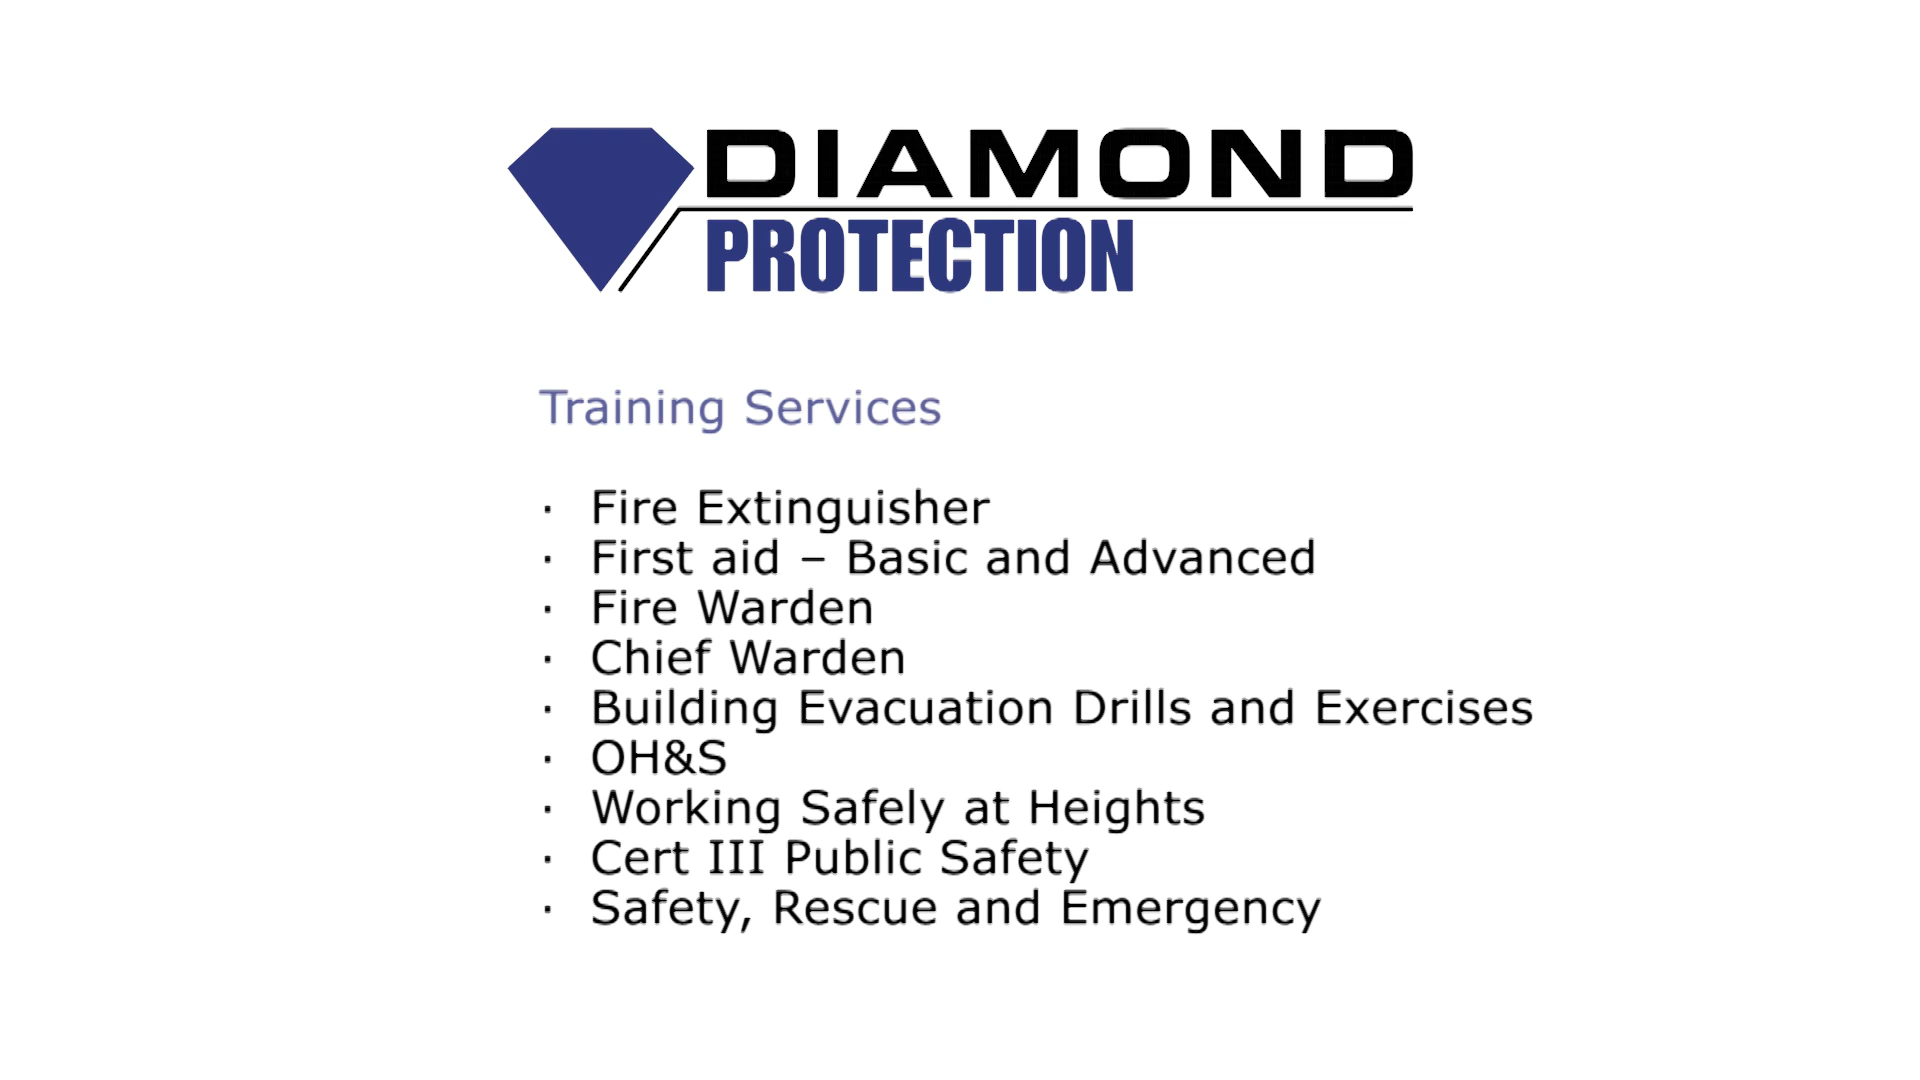 DIAMOND
PROTECTION
Training Services
· Fire Extinguisher
· First aid – Basic and Advanced
· Fire Warden
· Chief Warden
· Building Evacuation Drills and Exercises
· OH&S
· Working Safely at Heights
· Cert III Public Safety
· Safety, Rescue and Emergency